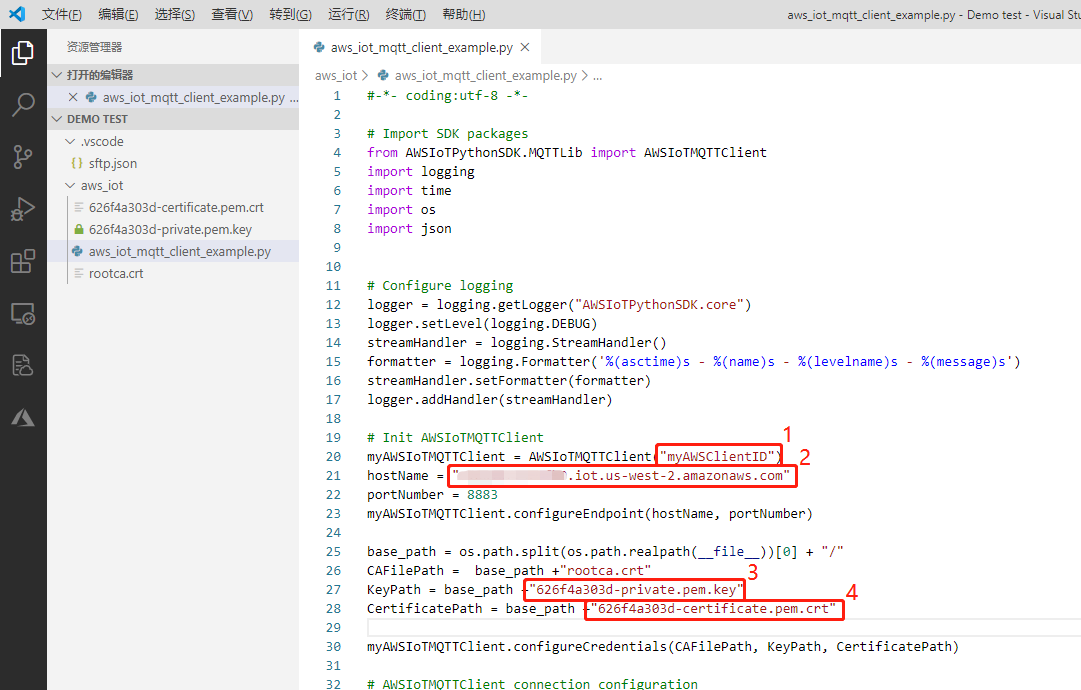 文件(F) 编辑(E) 选择(S) 查看(V) 转到(G) 运行(R) 终端(T) 帮助(H) aws_iot_mqtt_client_example.py - Demo test - Visual Stu
资源管理器
打开的编辑器
aws_iot_mqtt_client_example.py ...
DEMO TEST
.vscode
{} sftp.json
aws_iot
626f4a303d-certificate.pem.crt
626f4a303d-private.pem.key
aws_iot_mqtt_client_example.py
rootca.crt
aws_iot_mqtt_client_example.py
aws_iot > aws_iot_mqtt_client_example.py > ...
1 #-*- coding:utf-8 -*-
2
3 # Import SDK packages
4 from AWSIoTPythonSDK.MQTTLib import AWSIoTMQTTClient
5 import logging
6 import time
7 import os
8 import json
9
10
11 # Configure logging
12 logger = logging.getLogger("AWSIoTPythonSDK.core")
13 logger.setLevel(logging.DEBUG)
14 streamHandler = logging.StreamHandler()
15 formatter = logging.Formatter('%(asctime)s - %(name)s - %(levelname)s - %(message)s')
16 streamHandler.setFormatter(formatter)
17 logger.addHandler(streamHandler)
18
19 # Init AWSIoTMQTTClient
1
20 myAWSIoTMQTTClient = AWSIoTMQTTClient("myAWSClientID")
2
21 hostName = " .iot.us-west-2.amazonaws.com"
22 portNumber = 8883
23 myAWSIoTMQTTClient.configureEndpoint(hostName, portNumber)
24
25 base_path = os.path.split(os.path.realpath(__file__))[0] + "/"
26 CAFilePath = base_path +"rootca.crt"
3
27 KeyPath = base_path +"626f4a303d-private.pem.key"
4
28 CertificatePath = base_path +"626f4a303d-certificate.pem.crt"
29
30 myAWSIoTMQTTClient.configureCredentials(CAFilePath, KeyPath, CertificatePath)
31
32 # AWSIoTMQTTClient connection configuration